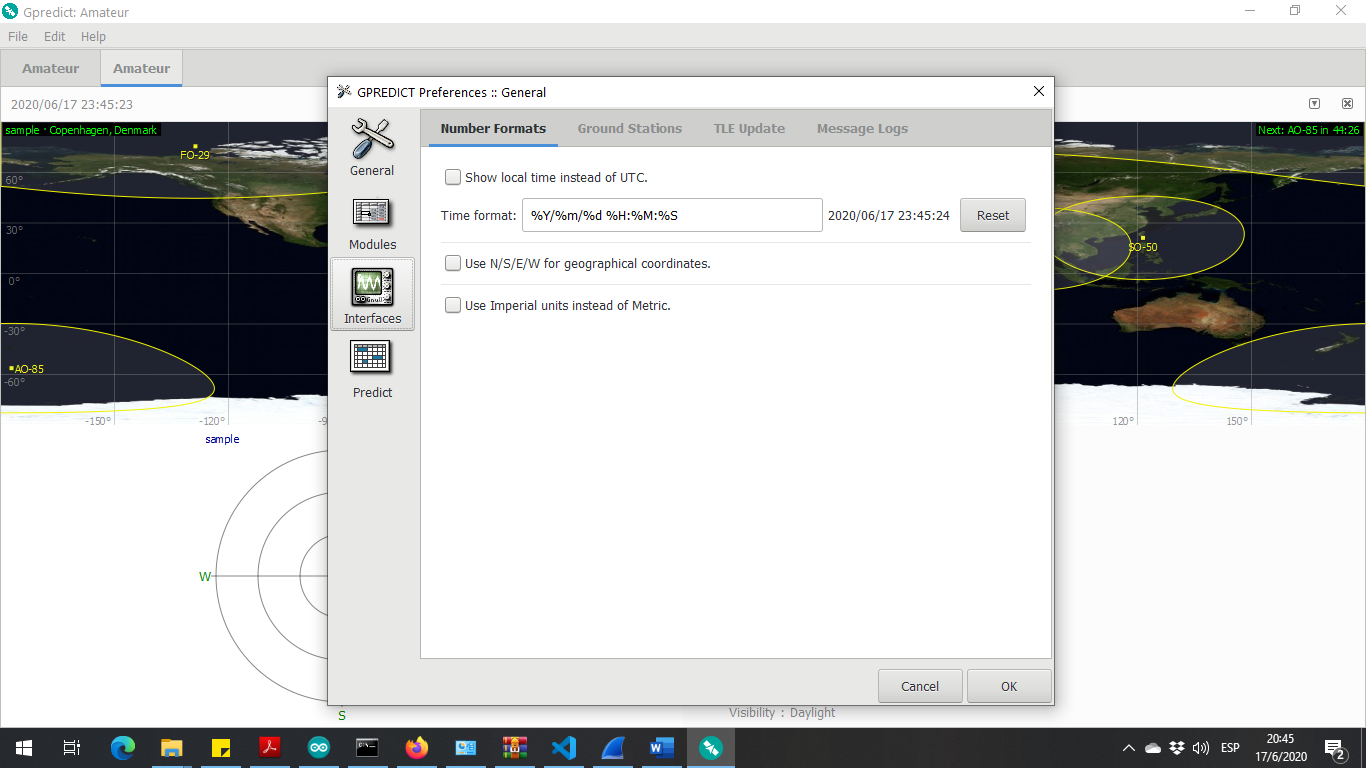 Gpredict: Amateur
File Edit Help
Amateur Amateur
2020/06/17 23:45:23
sample · Copenhagen, Denmark
Next: AO-85 in 44:26
FO-29
60°
30°
0°
-30°
AO-85
-60°
-150° -120° -9
SO-50
120° 150°
sample
W
S
Visibility : Daylight
GPREDICT Preferences :: General
General
Modules
Interfaces
Predict
Number Formats Ground Stations TLE Update Message Logs
Show local time instead of UTC.
Time format: %Y/%m/%d %H:%M:%S 2020/06/17 23:45:24 Reset
Use N/S/E/W for geographical coordinates.
Use Imperial units instead of Metric.
Cancel OK
ESP
20:45
17/6/2020
2